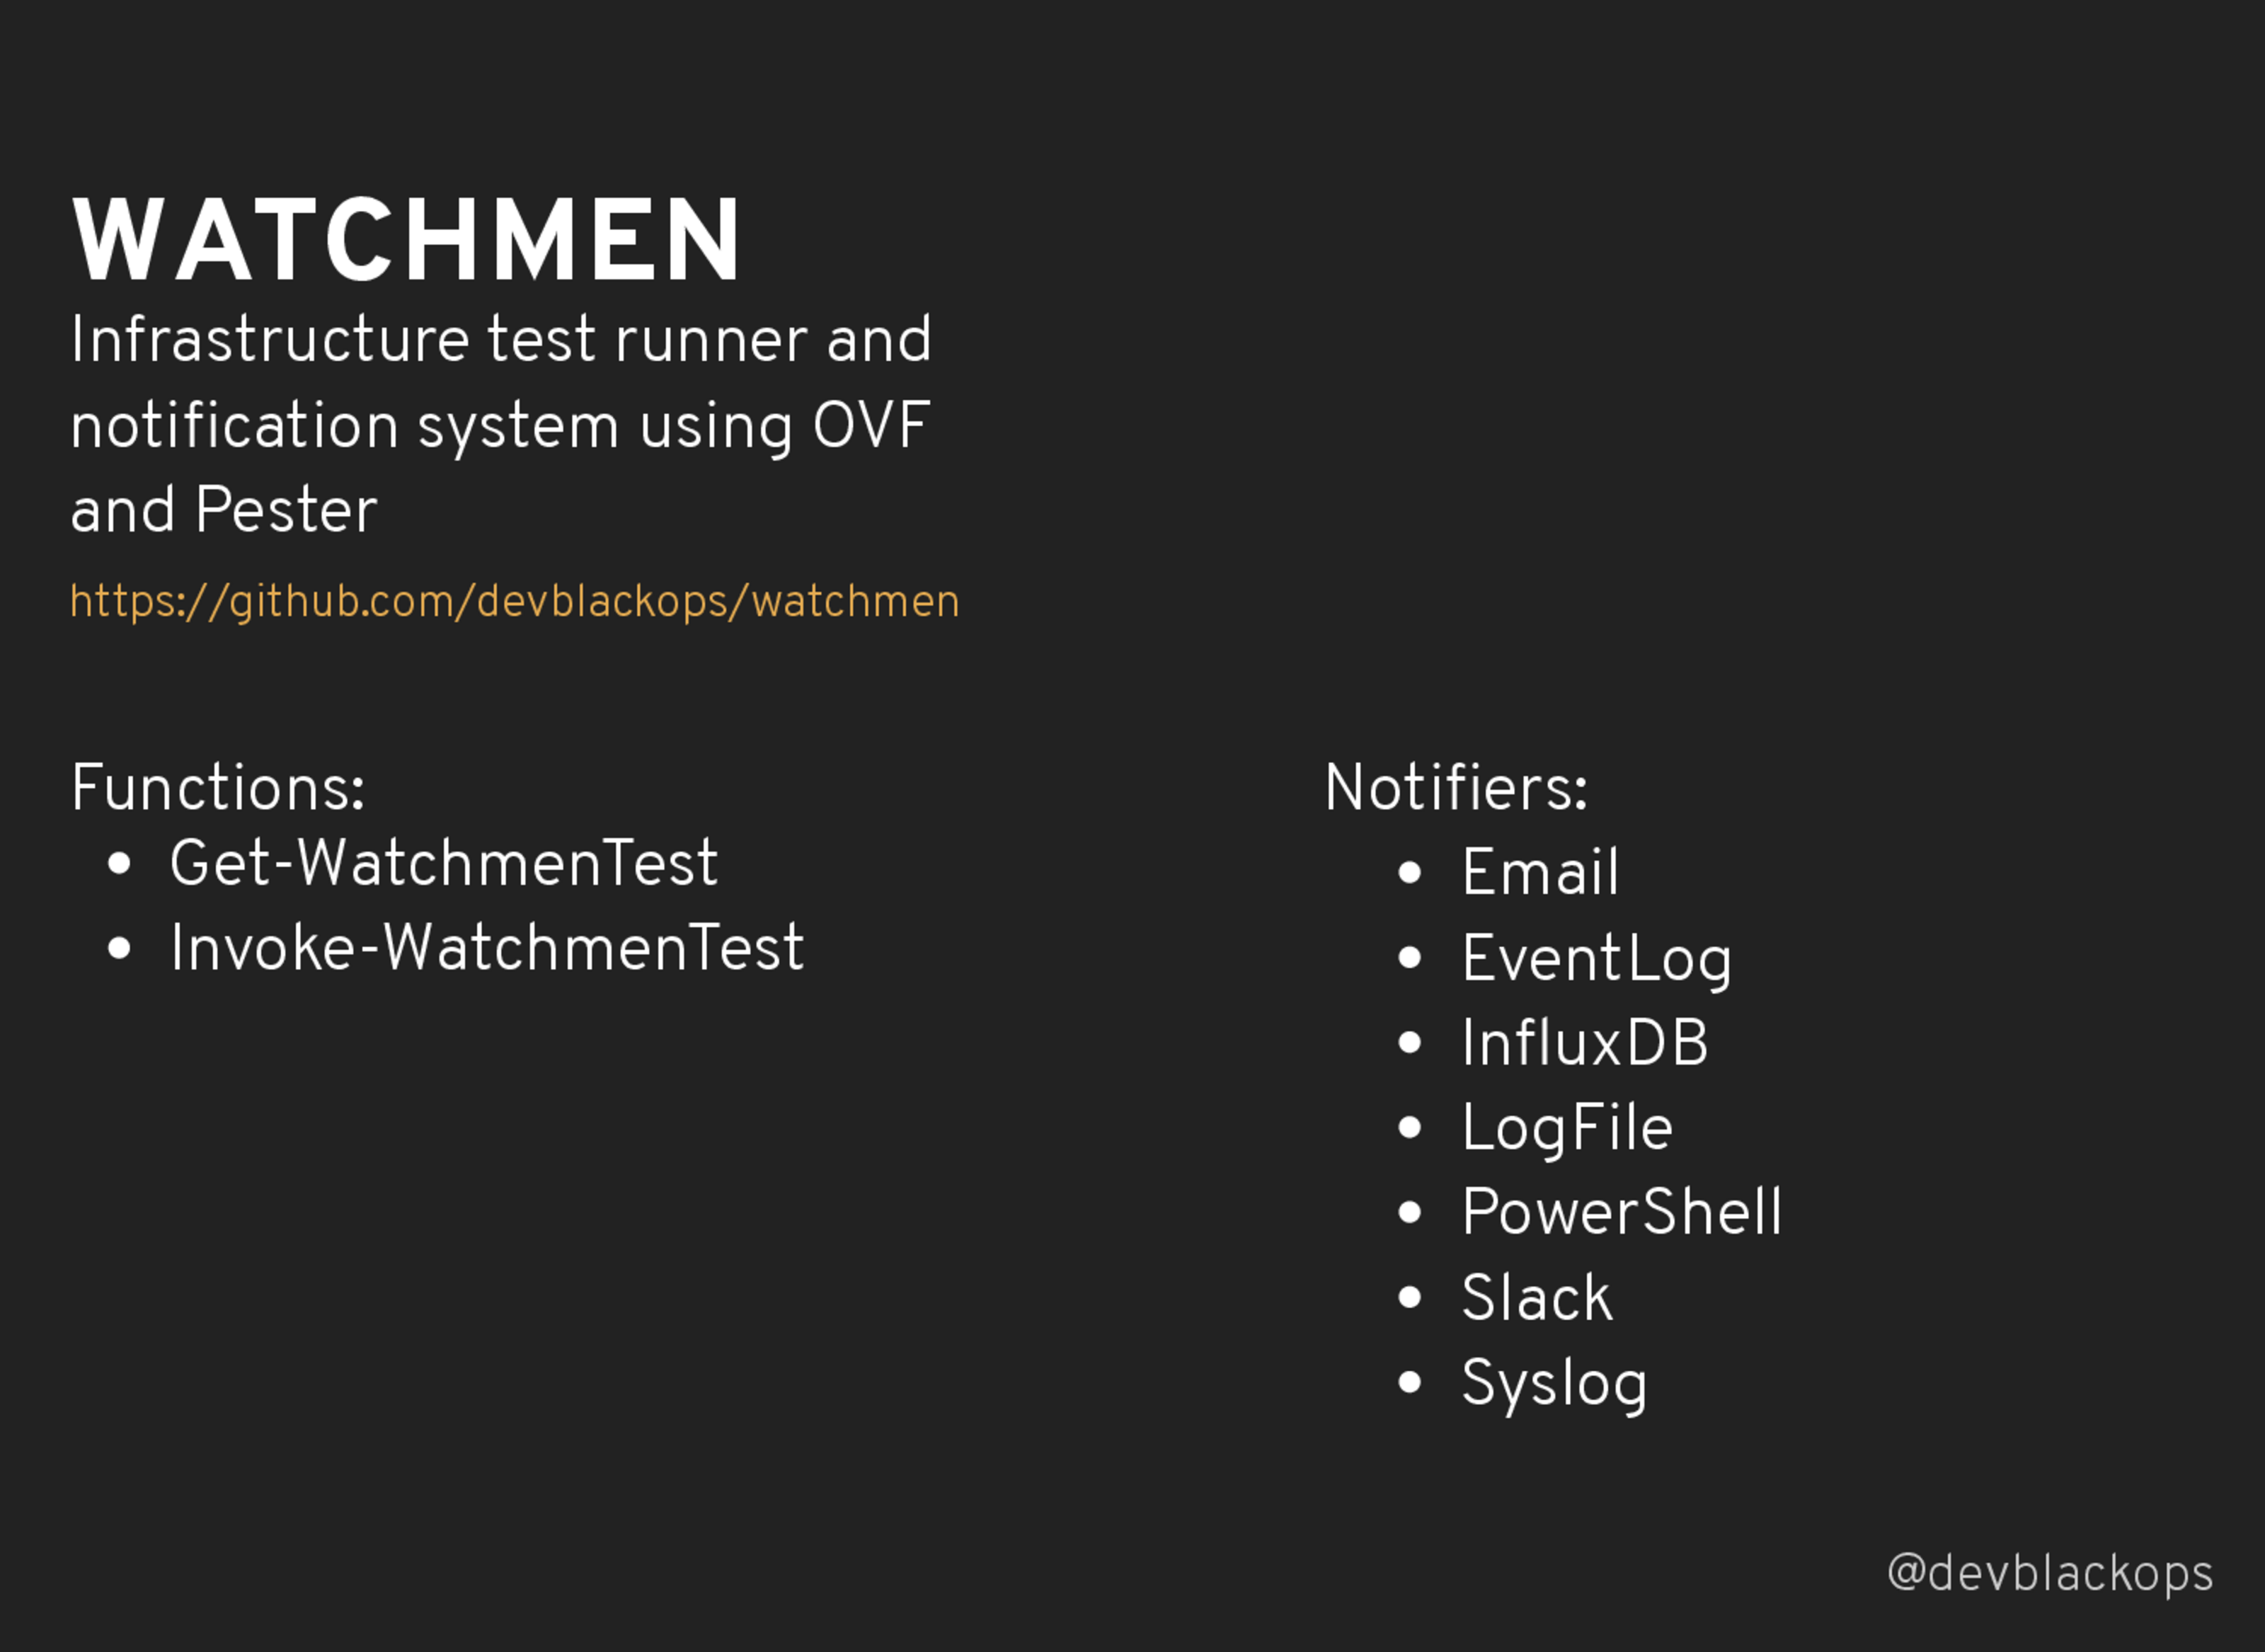 WATCHMEN
Infrastructure test runner and
notification system using OVF
and Pester
https://github.com/devblackops/watchmen
Functions:
• Get-WatchmenTest
• Invoke-WatchmenTest
Notifiers:
• Email
• EventLog
• InfluxDB
• LogFile
• PowerShell
• Slack
• Syslog
@devblackops